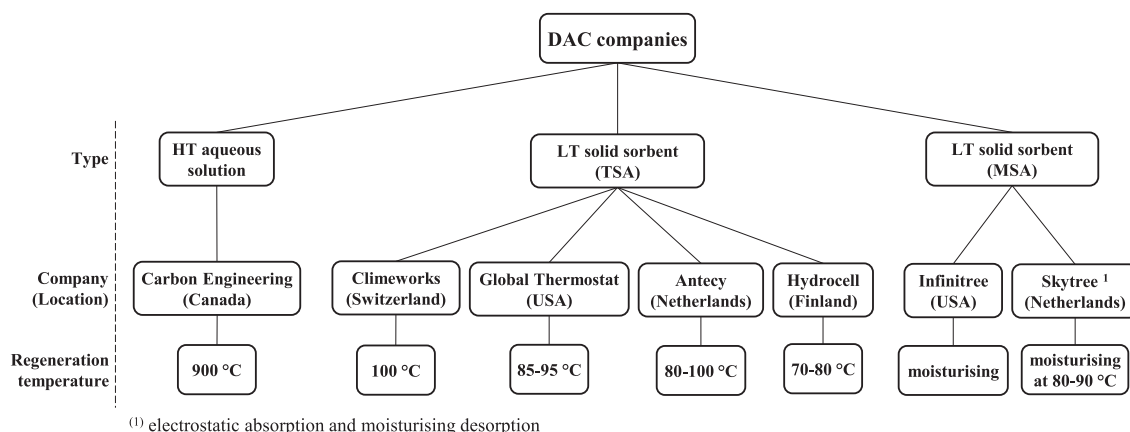 DAC companies
Type
HT aqueous
solution
LT solid sorbent
(TSA)
LT solid sorbent
(MSA)
Company
(Location)
Carbon Engineering
(Canada)
Climeworks
(Switzerland)
Global Thermostat
(USA)
Antecy
(Netherlands)
Hydrocell
(Finland)
Infinitree
(USA)
Skytree 1
(Netherlands)
Regeneration
temperature
900 °C
100 °C
85-95 °C
80-100 °C
70-80 °C
moisturising
moisturising
at 80-90 °C
(1) electrostatic absorption and moisturising desorption